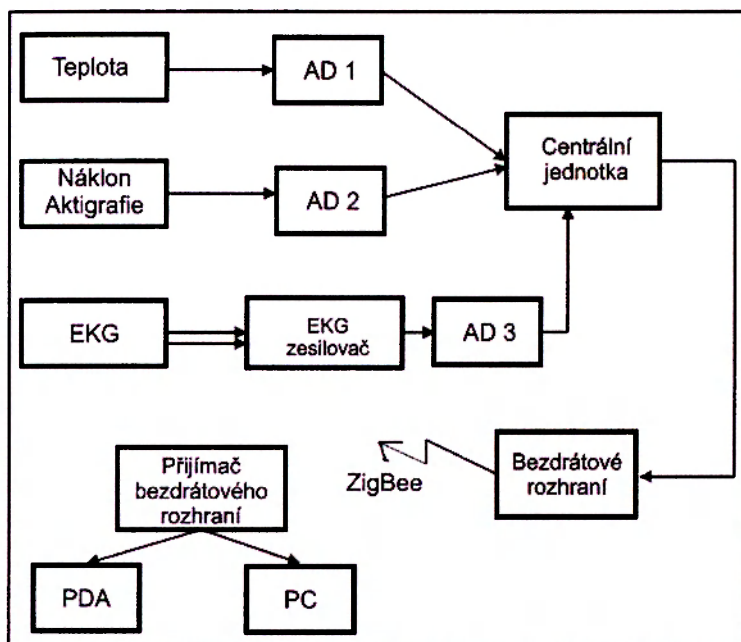 Teplota
AD 1
Centrální
jednotka
Náklon
Aktigrafie
AD 2
EKG
EKG
zesilovač
AD 3
Přijímač
bezdrátového
rozhraní
ZigBee
Bezdrátové
rozhraní
PDA
PC